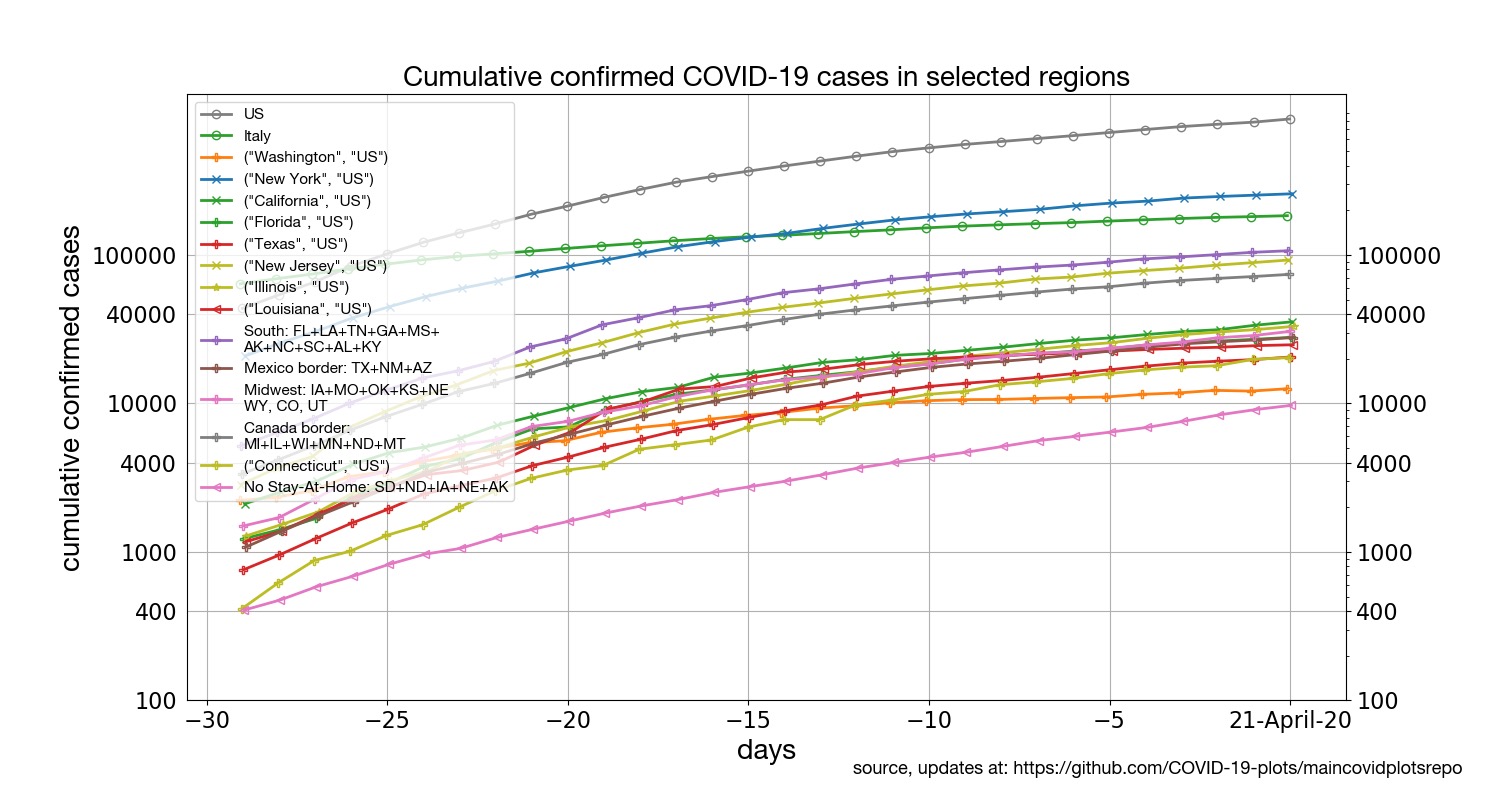 Cumulative confirmed COVID-19 cases in selected regions
cumulative confirmed cases
100000
40000
10000
4000
1000
400
100
US
Italy
("Washington", "US")
("New York", "US")
("California", "US")
("Florida", "US")
("Texas", "US")
("New Jersey", "US")
("Illinois", "US")
("Louisiana", "US")
South: FL+LA+TN+GA+MS+
AK+NC+SC+AL+KY
Mexico border: TX+NM+AZ
Midwest: IA+MO+OK+KS+NE
WY, CO, UT
Canada border:
MI+IL+WI+MN+ND+MT
("Connecticut", "US")
No Stay-At-Home: SD+ND+IA+NE+AK
100000
40000
10000
4000
1000
400
100
−30 −25 −20 −15 −10 −5 21-April-20
days
source, updates at: https://github.com/COVID-19-plots/maincovidplotsrepo